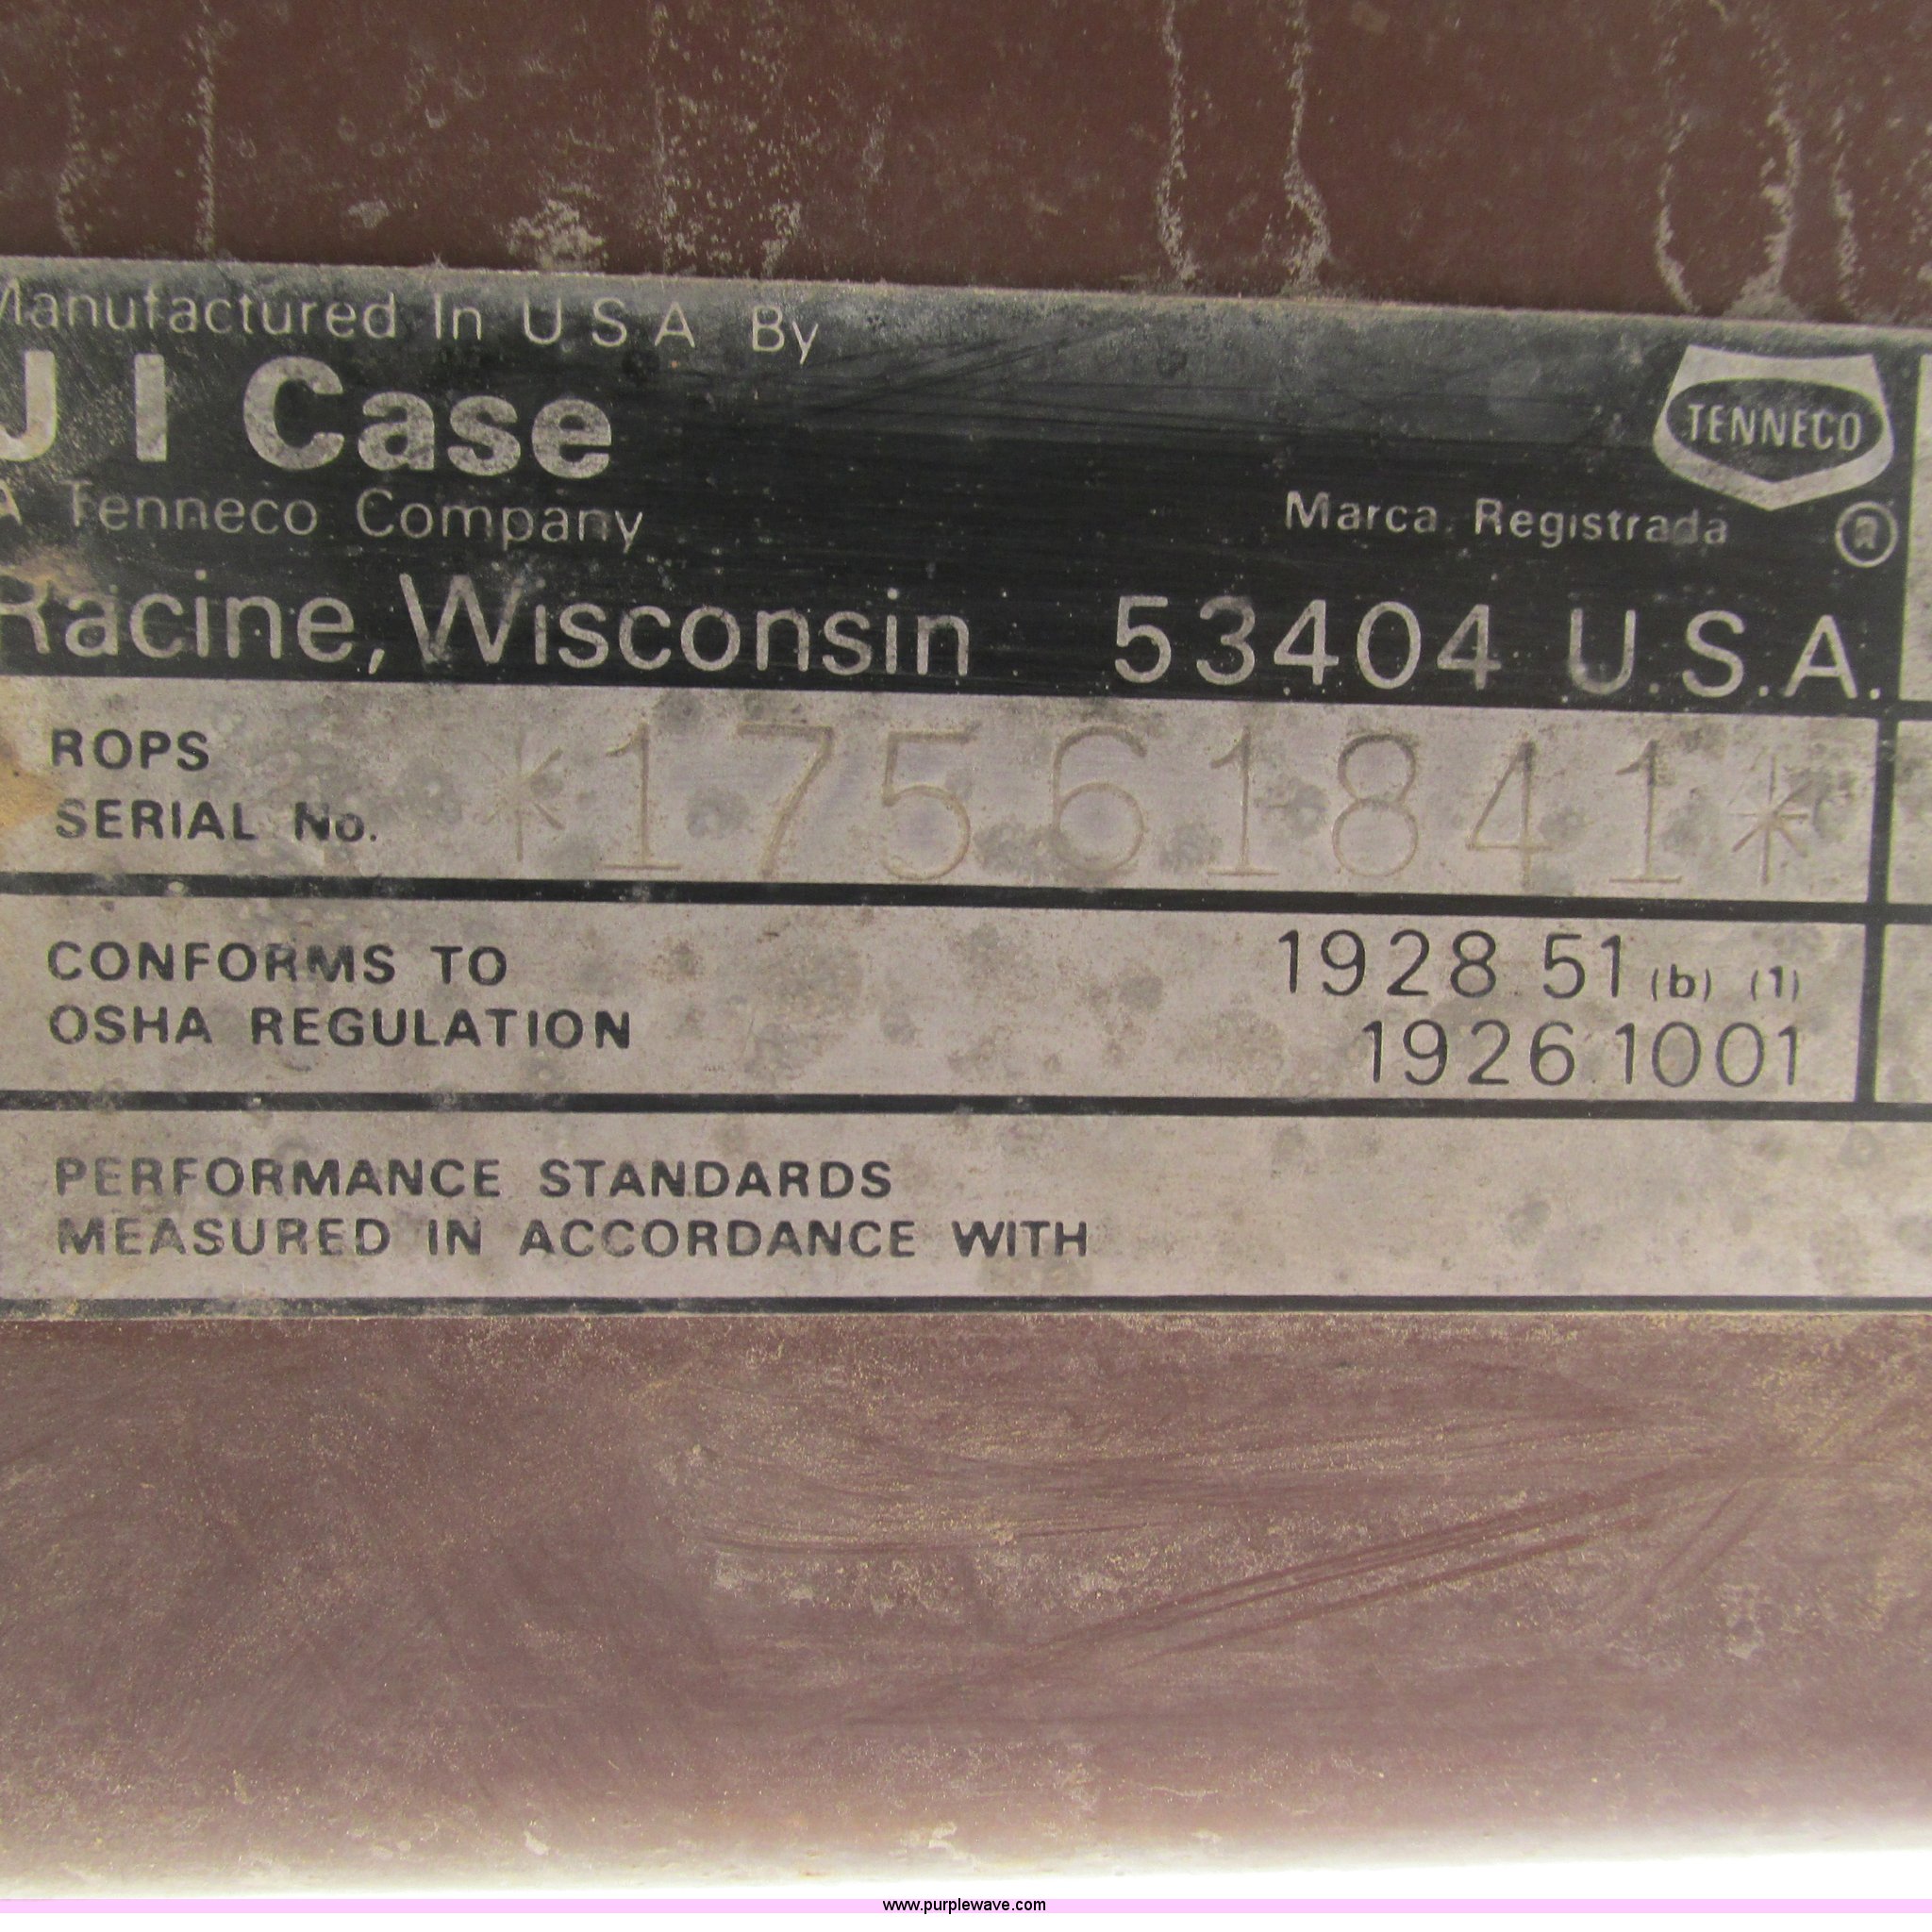 Manufactured In U S A By
J I Case
A Tenneco Company
TENNECO
Marca Registrada ®
Racine, Wisconsin 53404 U.S.A.
ROPS
SERIAL No. *17561841*
CONFORMS TO 1928 51 (b) (1)
OSHA REGULATION 1926 1001
PERFORMANCE STANDARDS
MEASURED IN ACCORDANCE WITH
www.purplewave.com